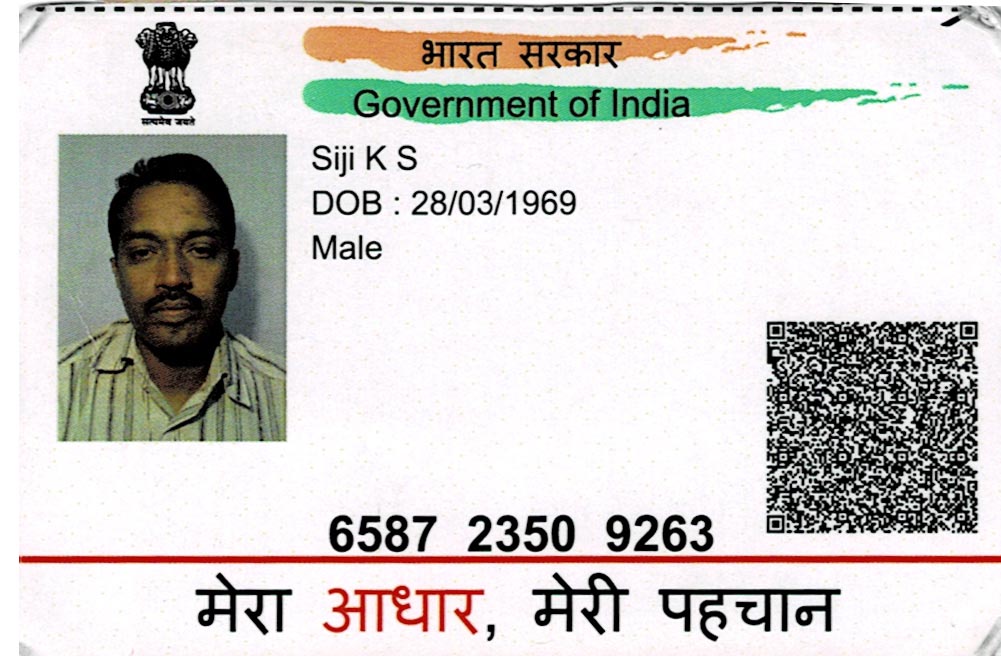 भारत सरकार
Government of India
सत्यमेव जयते
Siji K S
DOB : 28/03/1969
Male
6587 2350 9263
मेरा आधार, मेरी पहचान